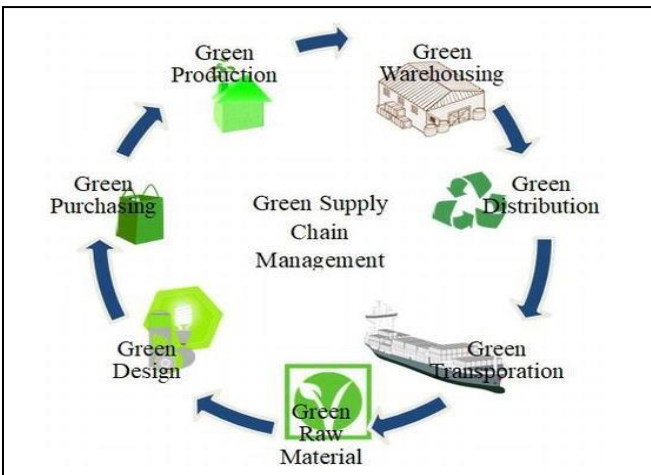 Green
Production
Green
Warehousing
Green
Purchasing
Green Supply
Chain
Management
Green
Distribution
Green
Design
Green
Transporation
Green
Raw
Material